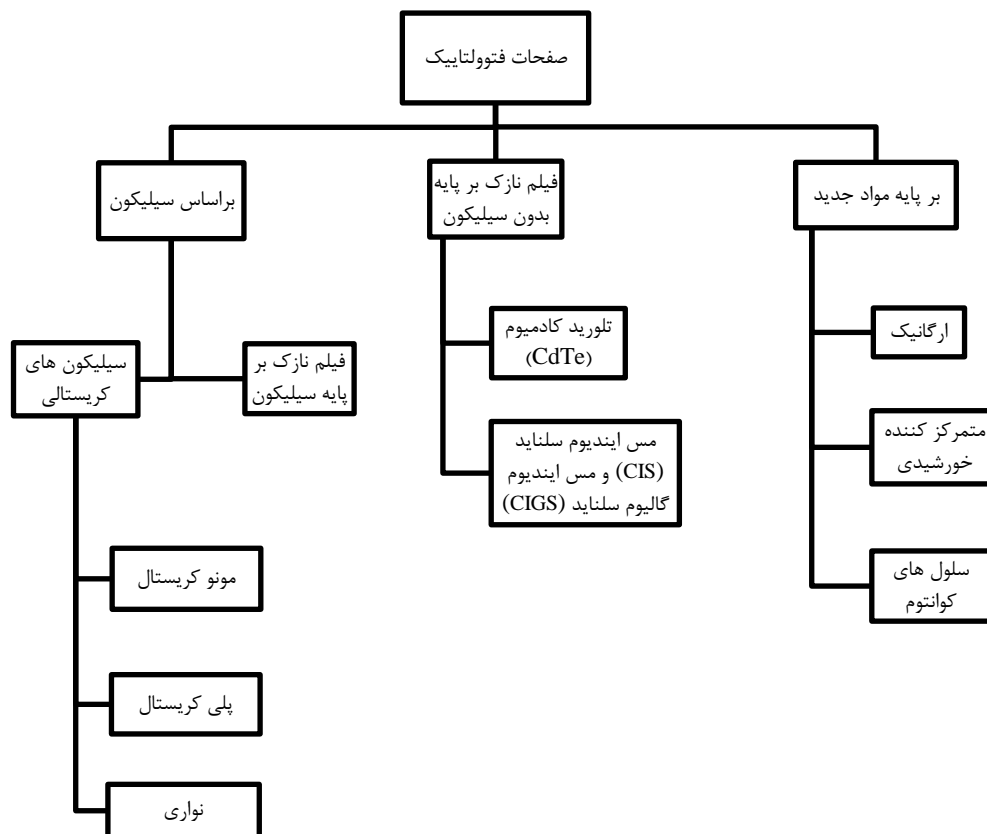 صفحات فتوولتاییک
بر پایه مواد جدید
فیلم نازک بر پایه
بدون سیلیکون
براساس سیلیکون
ارگانیک
متمرکز کننده
خورشیدی
سلول های
کوانتوم
تلورید کادمیوم
(CdTe)
مس ایندیوم سلناید
(CIS) و مس ایندیوم
گالیوم سلناید (CIGS)
فیلم نازک بر
پایه سیلیکون
سیلیکون های
کریستالی
مونو کریستال
پلی کریستال
نواری